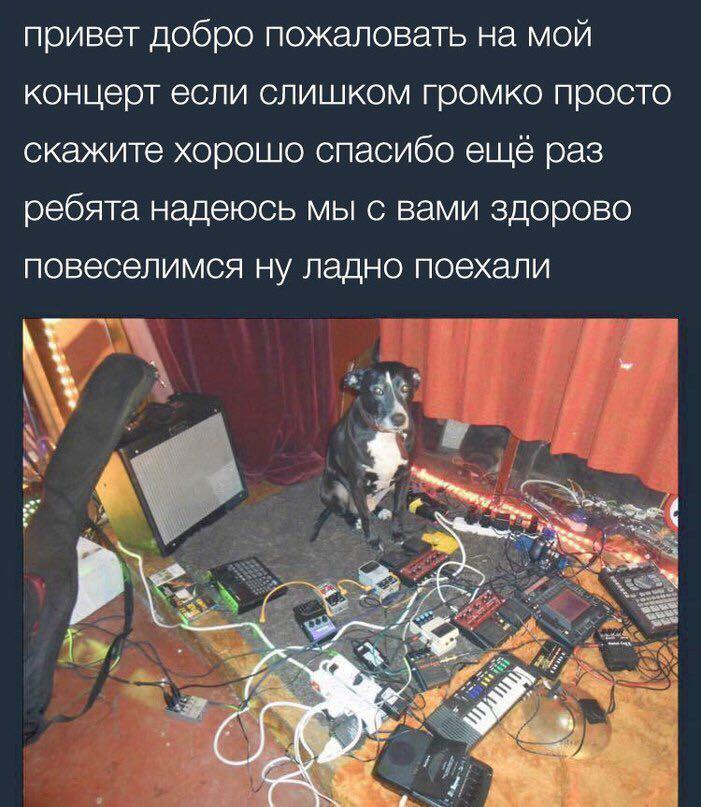 привет добро пожаловать на мой
концерт если слишком громко просто
скажите хорошо спасибо ещё раз
ребята надеюсь мы с вами здорово
повеселимся ну ладно поехали